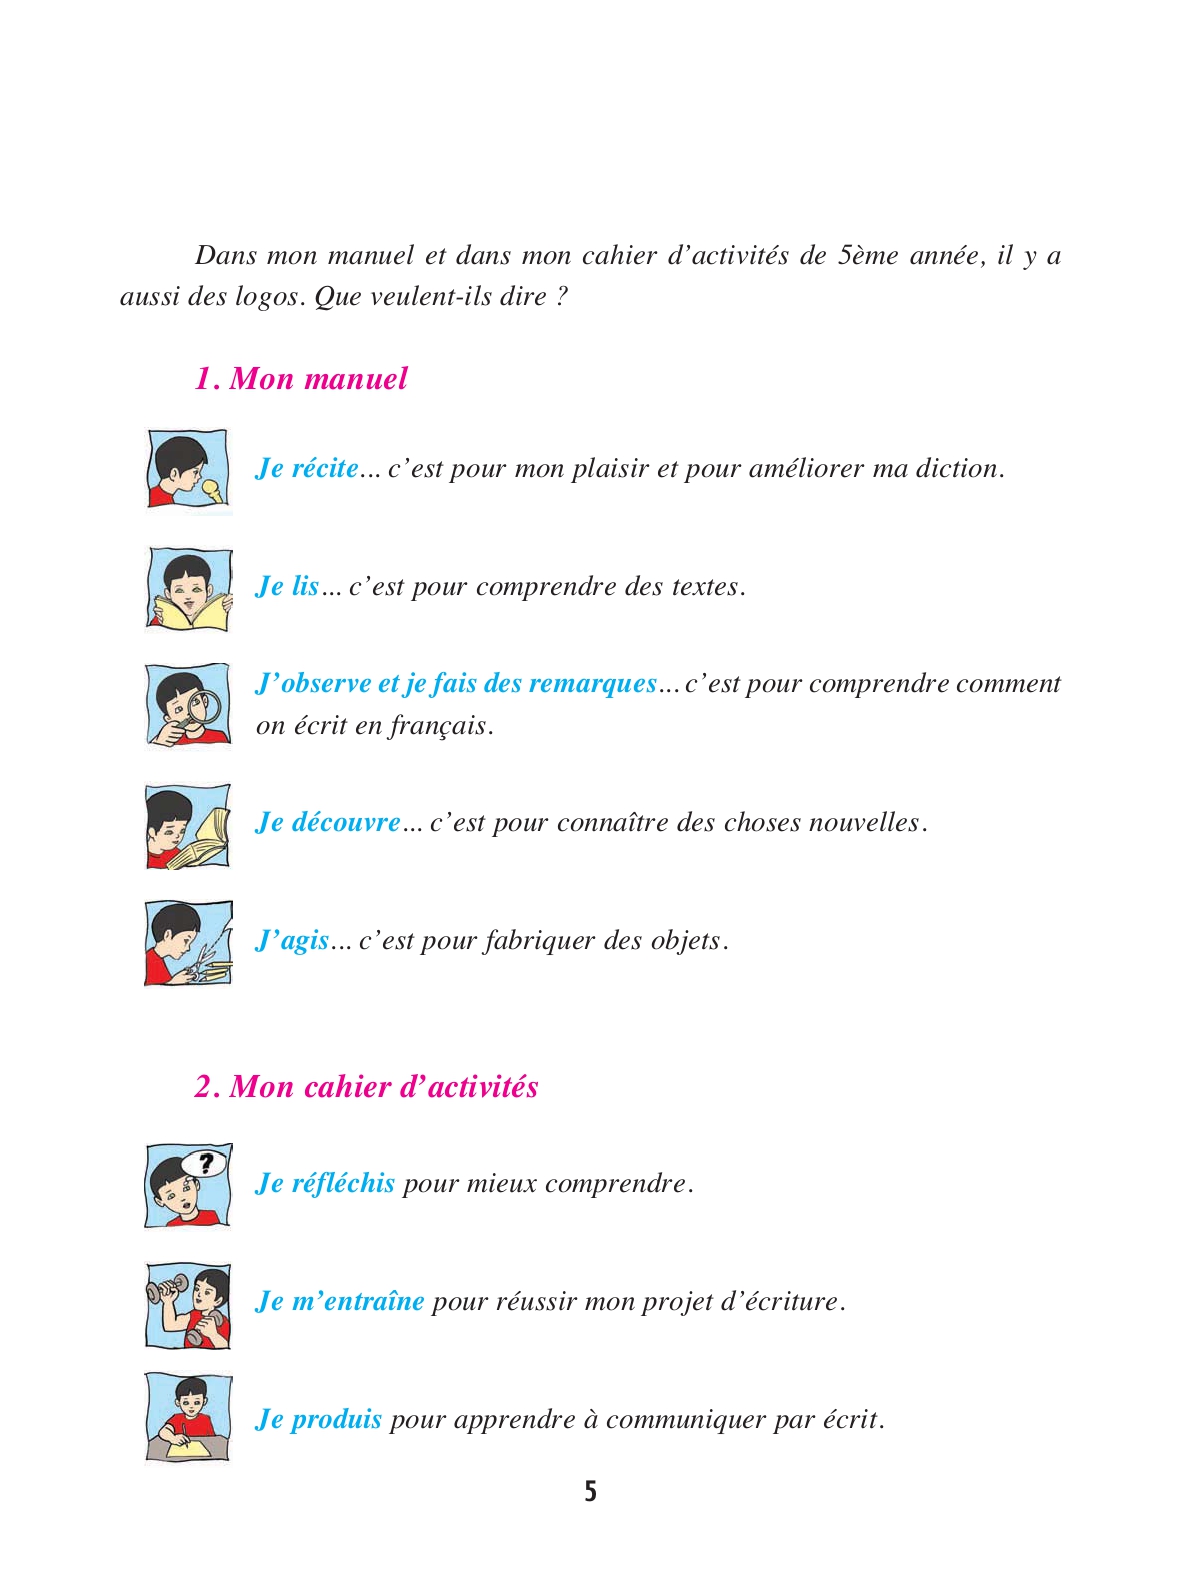 Dans mon manuel et dans mon cahier d’activités de 5ème année, il y a
aussi des logos. Que veulent-ils dire ?
1. Mon manuel
Je récite... c’est pour mon plaisir et pour améliorer ma diction.
Je lis... c’est pour comprendre des textes.
J’observe et je fais des remarques... c’est pour comprendre comment
on écrit en français.
Je découvre... c’est pour connaître des choses nouvelles.
J’agis... c’est pour fabriquer des objets.
2. Mon cahier d’activités
?
Je réfléchis pour mieux comprendre.
Je m’entraîne pour réussir mon projet d’écriture.
Je produis pour apprendre à communiquer par écrit.
5